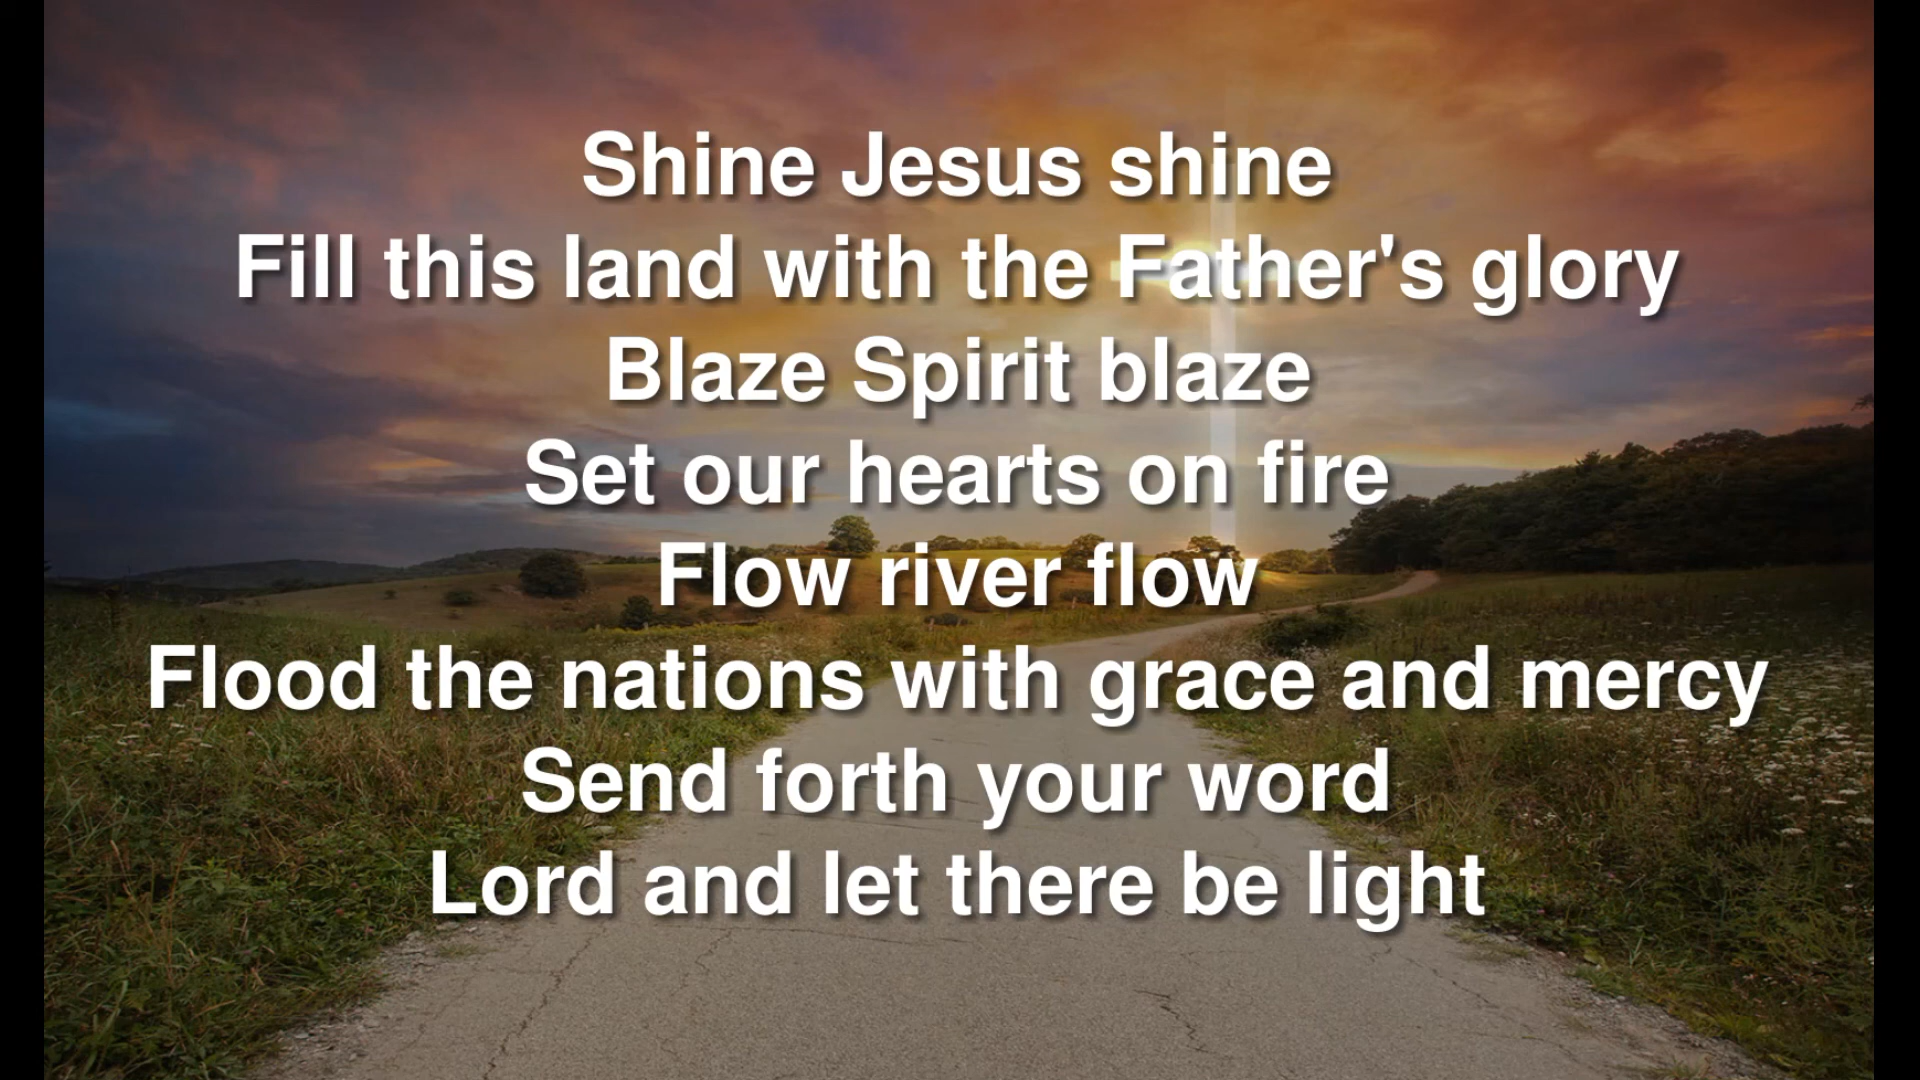 Shine Jesus shine
Fill this land with the Father's glory
Blaze Spirit blaze
Set our hearts on fire
Flow river flow
Flood the nations with grace and mercy
Send forth your word
Lord and let there be light